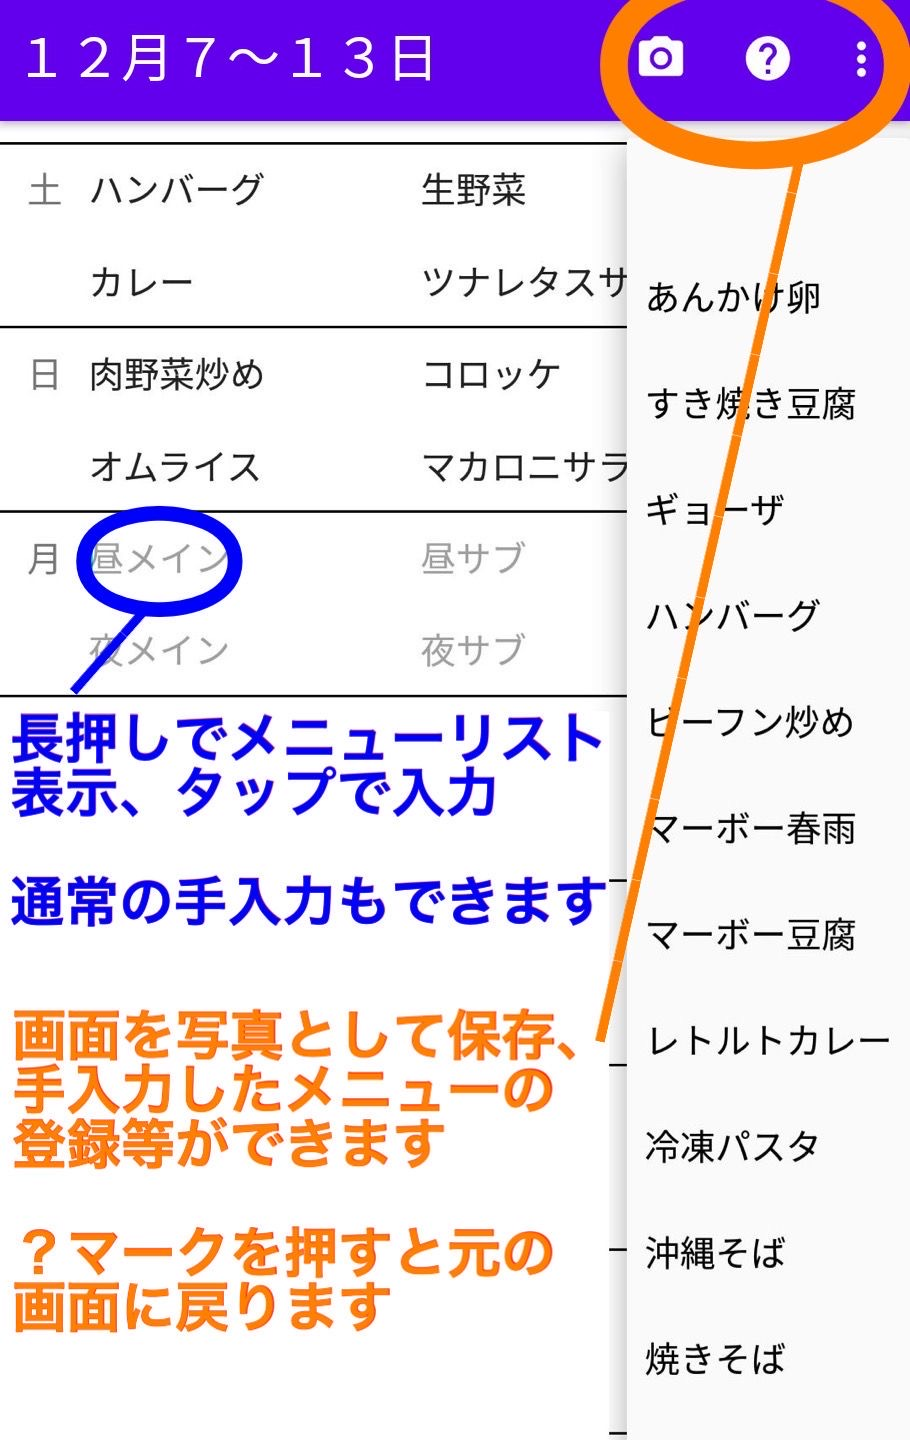 １２月７～１３日
土 ハンバーグ 生野菜
カレー ツナレタスサ
日 肉野菜炒め コロッケ
オムライス マカロニサラ
月 昼メイン 昼サブ
夜メイン 夜サブ
長押しでメニューリスト
表示、タップで入力
通常の手入力もできます
画面を写真として保存、
手入力したメニューの
登録等ができます
？マークを押すと元の
画面に戻ります
あんかけ卵
すき焼き豆腐
ギョーザ
ハンバーグ
ビーフン炒め
マーボー春雨
マーボー豆腐
レトルトカレー
冷凍パスタ
沖縄そば
焼きそば